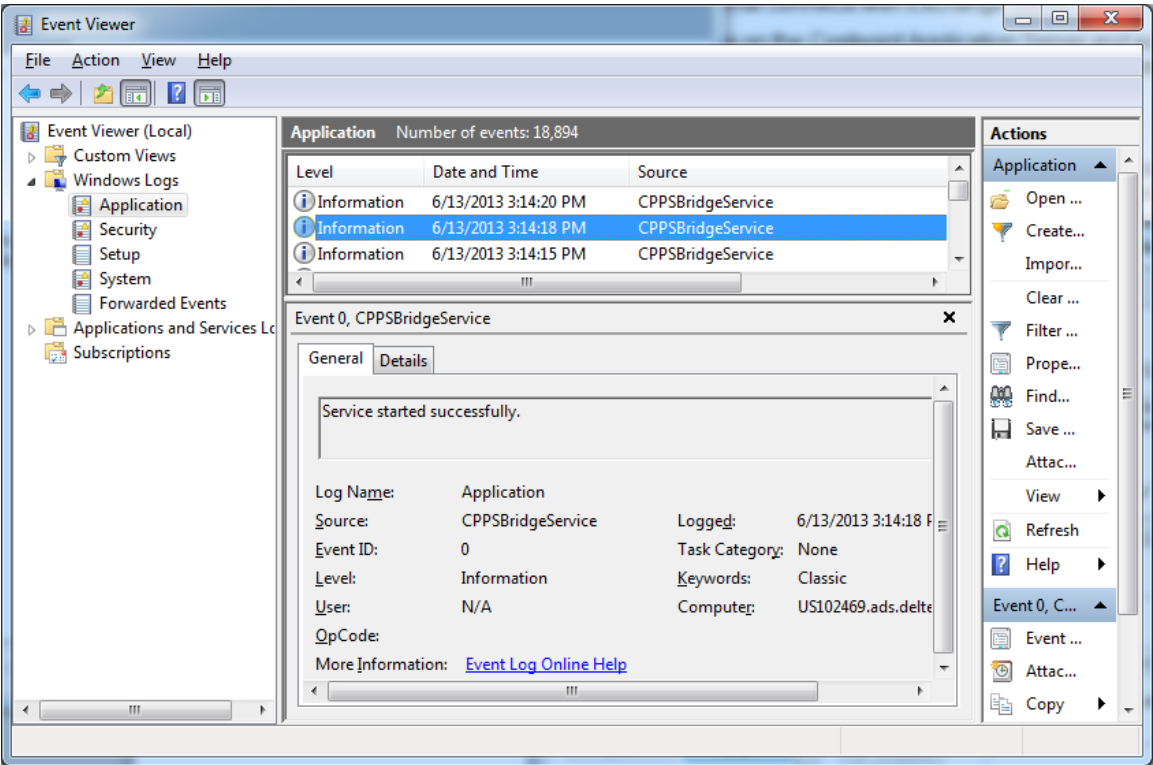 Event Viewer
File Action View Help
Event Viewer (Local)
Custom Views
Windows Logs
Application
Security
Setup
System
Forwarded Events
Applications and Services Lo
Subscriptions
Application Number of events: 18,894
Level Date and Time Source
Information 6/13/2013 3:14:20 PM CPPSBridgeService
Information 6/13/2013 3:14:18 PM CPPSBridgeService
Information 6/13/2013 3:14:15 PM CPPSBridgeService
Event 0, CPPSBridgeService
General Details
Service started successfully.
Log Name: Application
Source: CPPSBridgeService Logged: 6/13/2013 3:14:18 P
Event ID: 0 Task Category: None
Level: Information Keywords: Classic
User: N/A Computer: US102469.ads.delte
OpCode:
More Information: Event Log Online Help
Actions
Application
Open ...
Create...
Impor...
Clear ...
Filter ...
Prope...
Find...
Save ...
Attac...
View
Refresh
Help
Event 0, C...
Event ...
Attac...
Copy